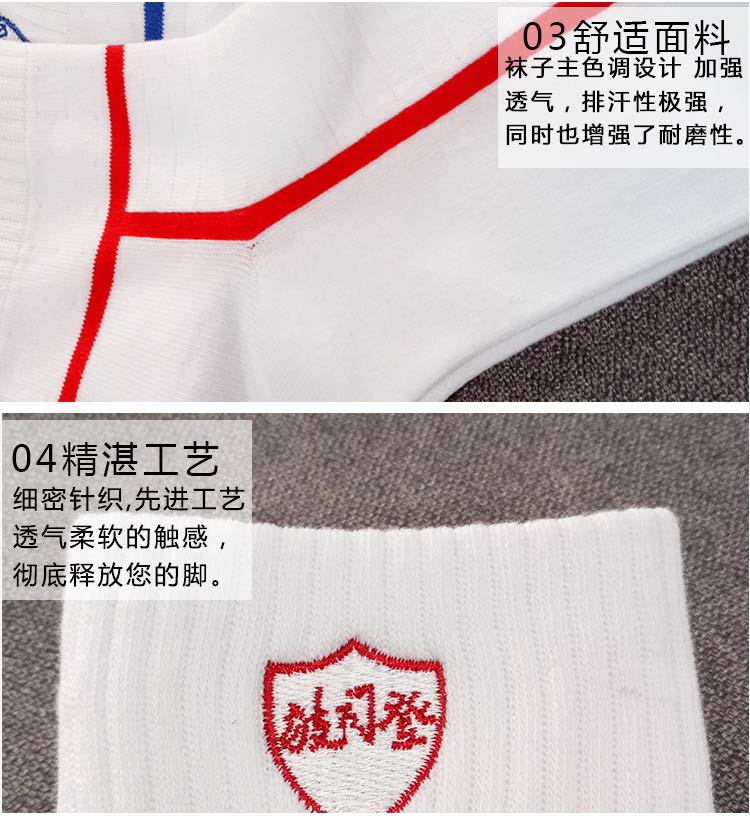 03舒适面料
袜子主色调设计 加强
透气，排汗性极强，
同时也增强了耐磨性。
04精湛工艺
细密针织,先进工艺
透气柔软的触感，
彻底释放您的脚。